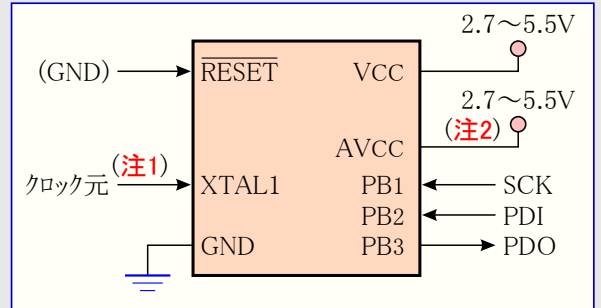 2.7～5.5V
(GND) RESET VCC
2.7～5.5V
(注2)
AVCC
(注1)
クロック元 XTAL1 PB1 SCK
PB2 PDI
GND PB3 PDO